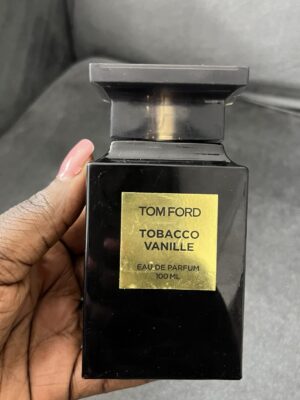 TOM FORD
TOBACCO
VANILLE
EAU DE PARFUM
100 ML